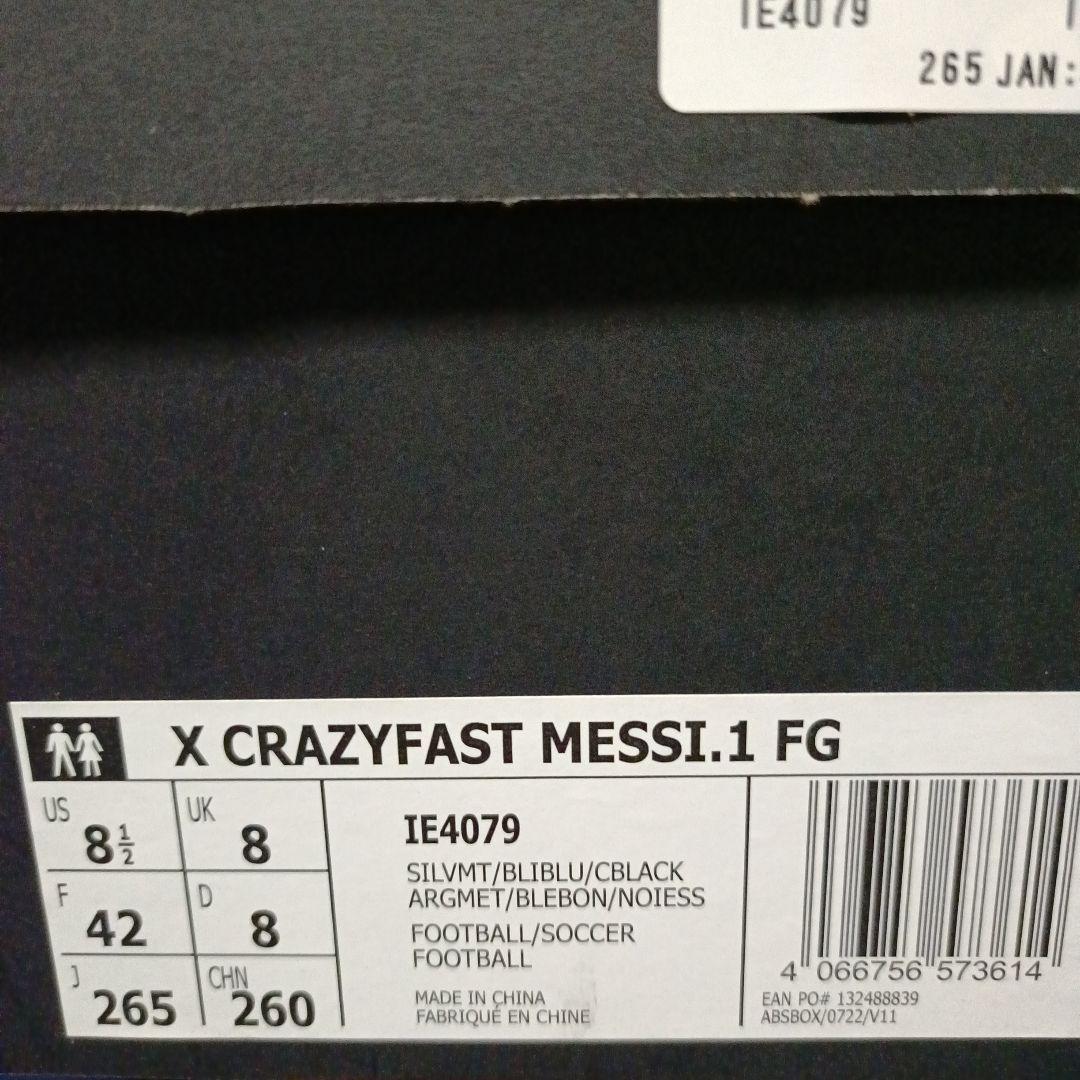 IE4079
265 JAN:
X CRAZYFAST MESSI.1 FG
US 8½ UK 8
F 42 D 8
J 265 CHN 260
IE4079
SILVMT/BLIBLU/CBLACK
ARGMET/BLEBON/NOIESS
FOOTBALL/SOCCER
FOOTBALL
MADE IN CHINA
FABRIQUÉ EN CHINE
4 066756 573614
EAN PO# 132488839
ABSBOX/0722/V11